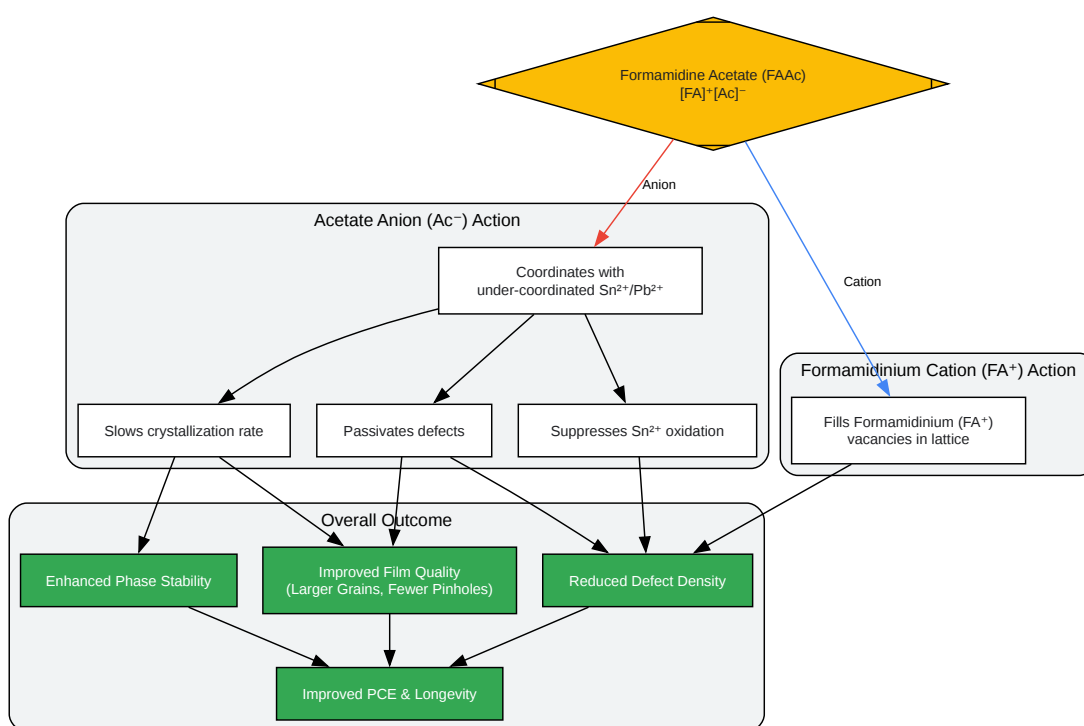 Formamidine Acetate (FAAc)
[FA]⁺[Ac]⁻
Anion
Cation
Acetate Anion (Ac⁻) Action
Coordinates with
under-coordinated Sn²⁺/Pb²⁺
Formamidinium Cation (FA⁺) Action
Slows crystallization rate
Passivates defects
Suppresses Sn²⁺ oxidation
Fills Formamidinium (FA⁺)
vacancies in lattice
Overall Outcome
Enhanced Phase Stability
Improved Film Quality
(Larger Grains, Fewer Pinholes)
Reduced Defect Density
Improved PCE & Longevity